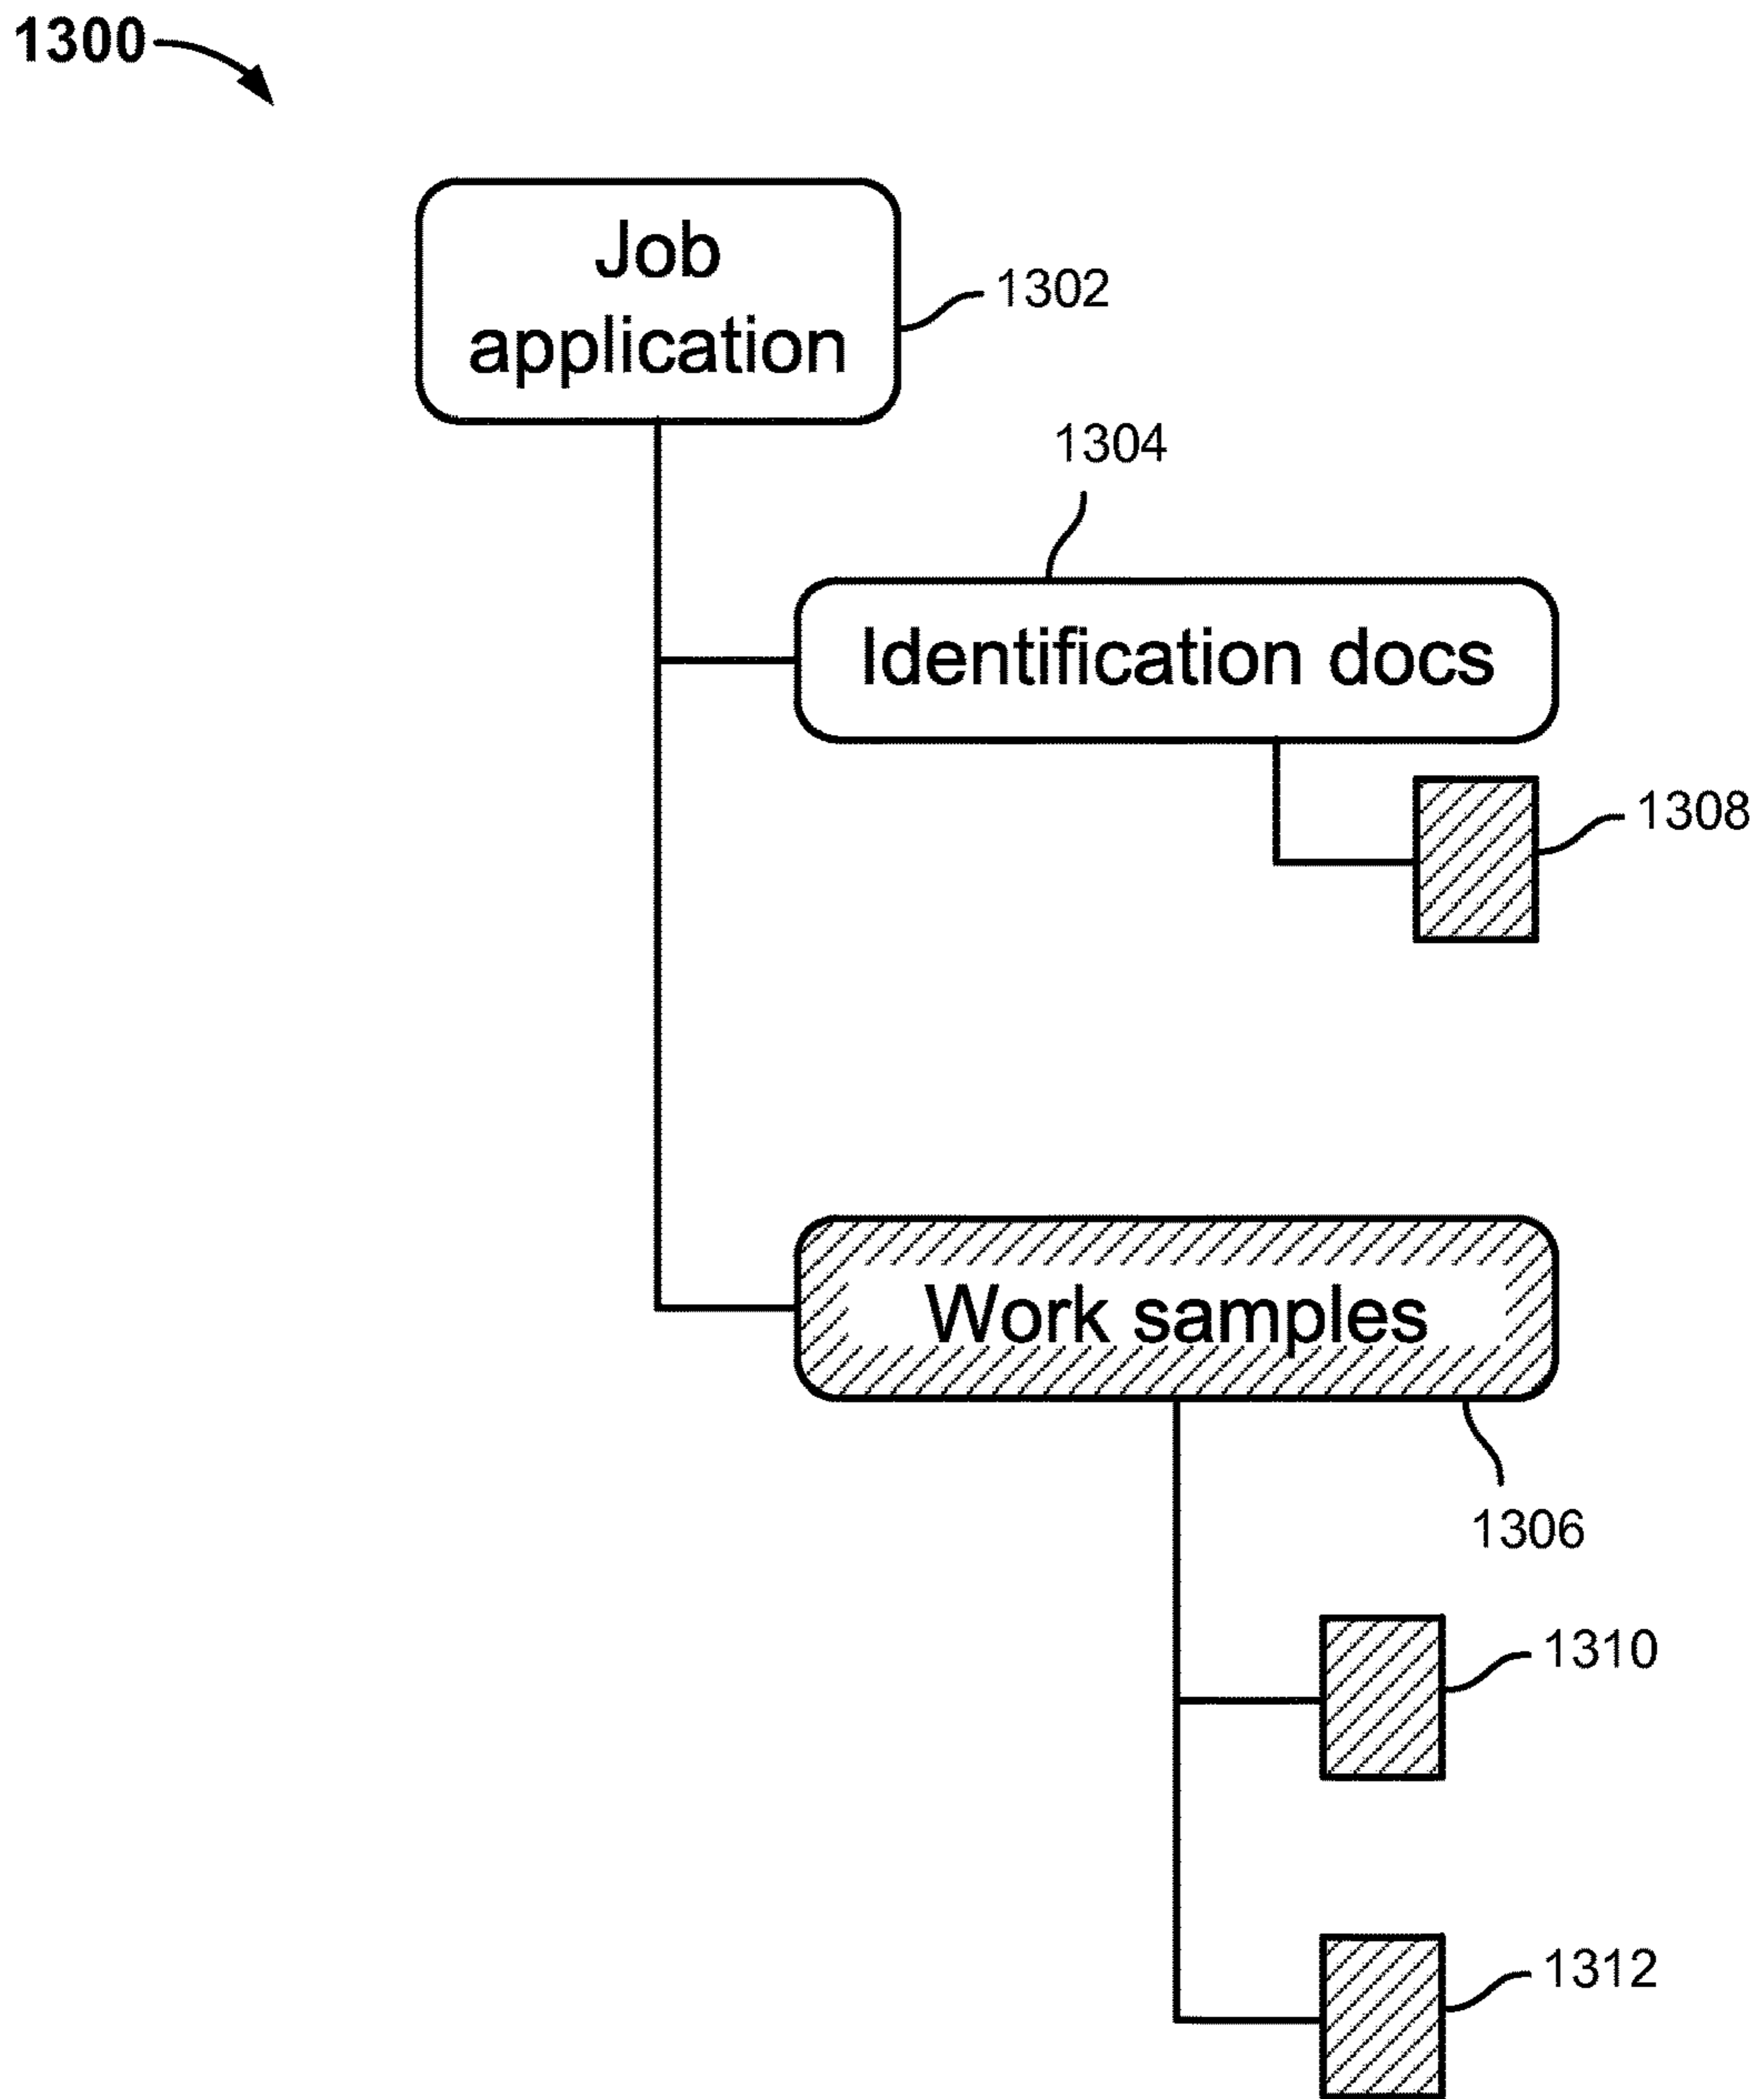 1300
Job
application
1302
1304
Identification docs
1308
Work samples
1306
1310
1312